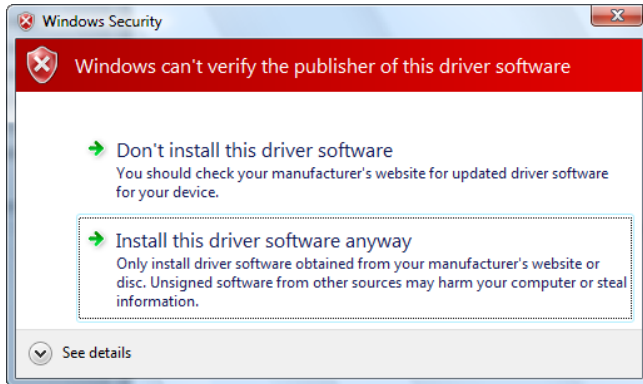 Windows Security
Windows can't verify the publisher of this driver software
Don't install this driver software
You should check your manufacturer's website for updated driver software
for your device.
Install this driver software anyway
Only install driver software obtained from your manufacturer's website or
disc. Unsigned software from other sources may harm your computer or steal
information.
See details